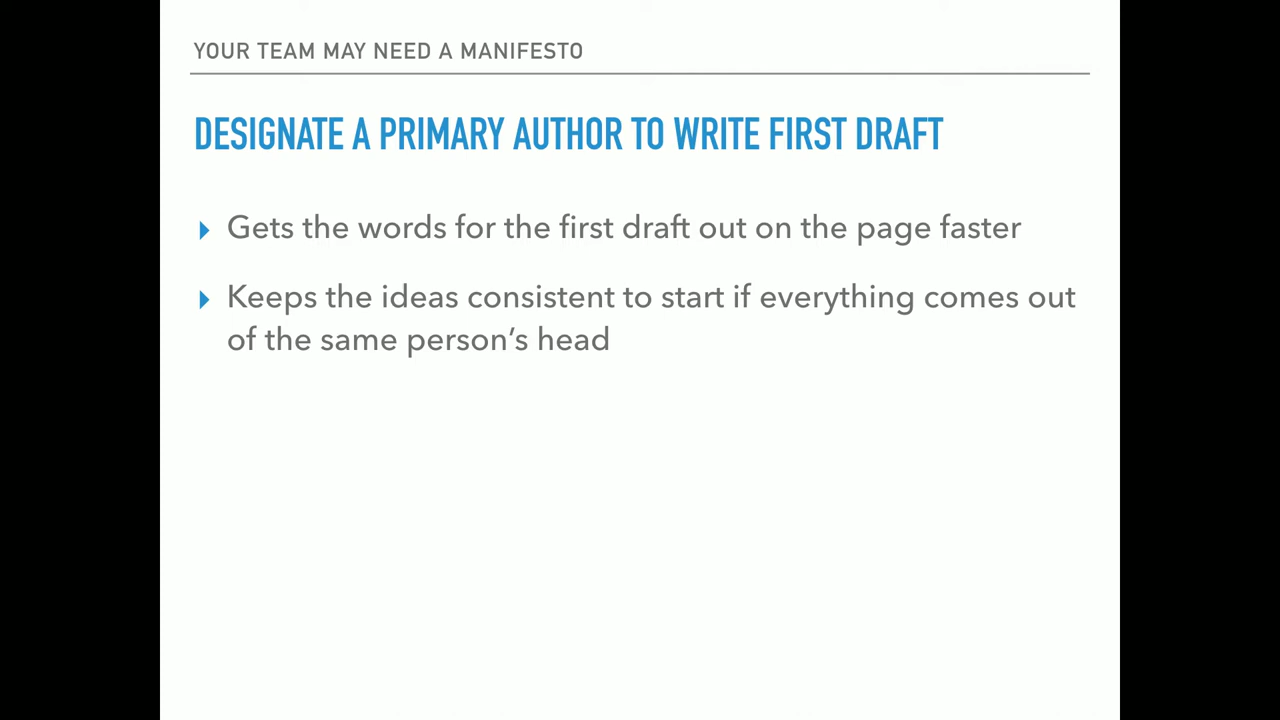 YOUR TEAM MAY NEED A MANIFESTO
DESIGNATE A PRIMARY AUTHOR TO WRITE FIRST DRAFT
Gets the words for the first draft out on the page faster
Keeps the ideas consistent to start if everything comes out
of the same person’s head